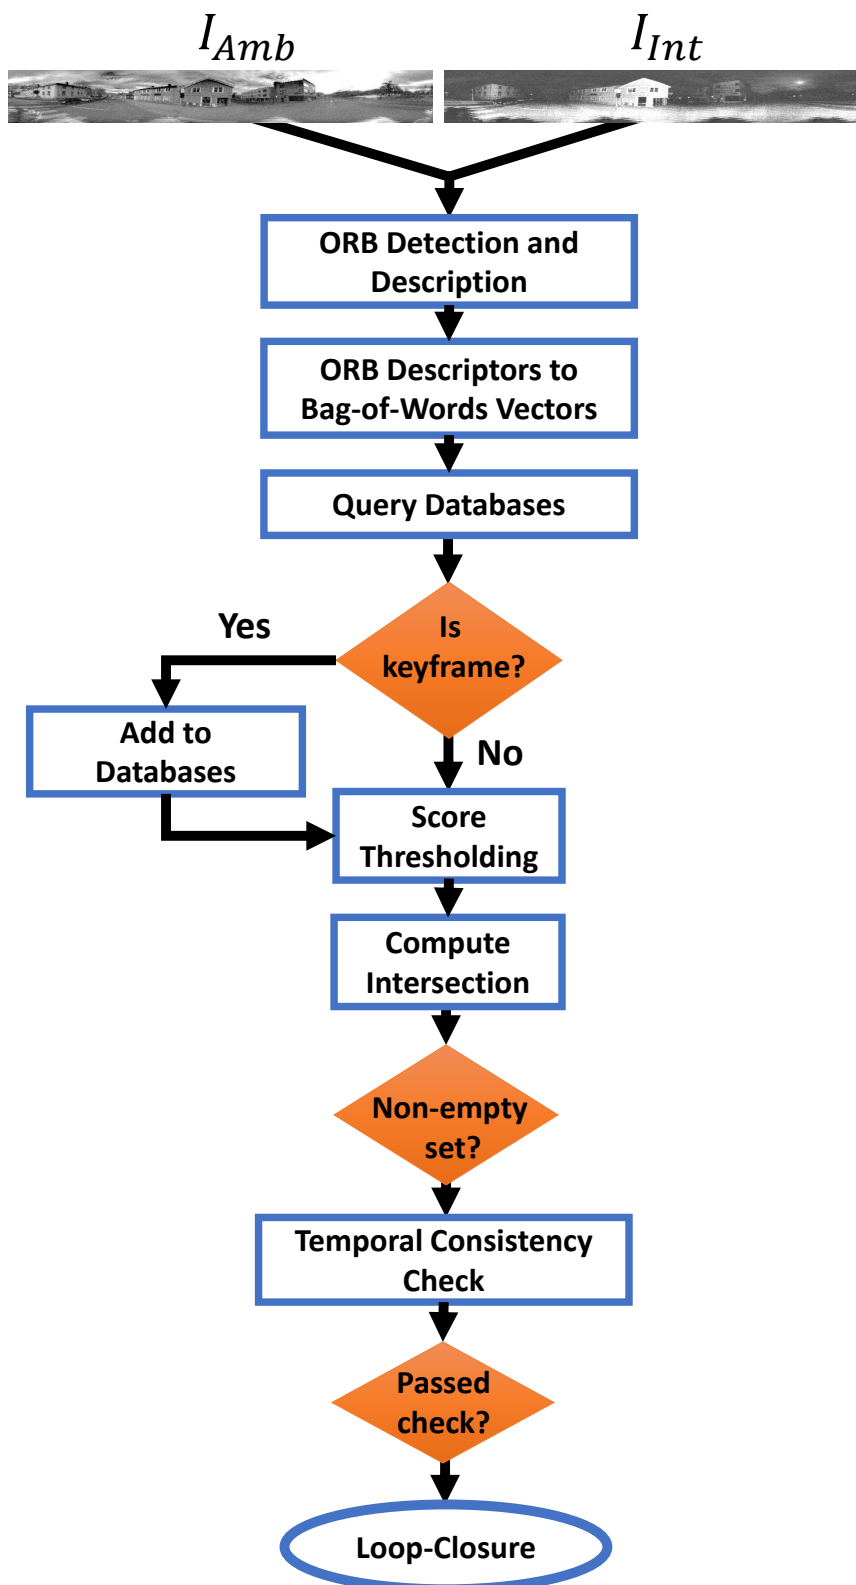 I_Amb
I_Int
ORB Detection and
Description
ORB Descriptors to
Bag-of-Words Vectors
Query Databases
Is
keyframe?
Yes
No
Add to
Databases
Score
Thresholding
Compute
Intersection
Non-empty
set?
Temporal Consistency
Check
Passed
check?
Loop-Closure